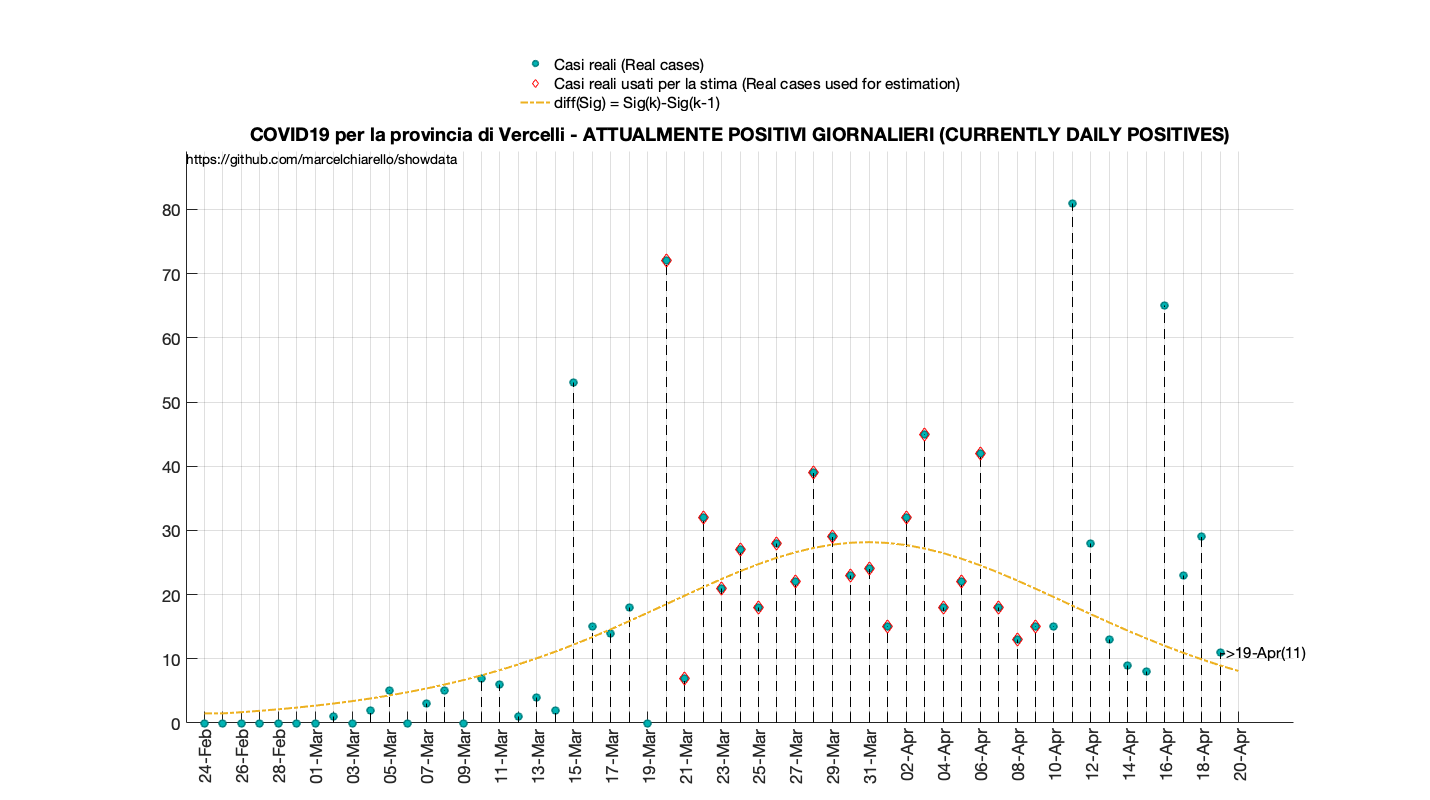 Casi reali (Real cases)
Casi reali usati per la stima (Real cases used for estimation)
diff(Sig) = Sig(k)-Sig(k-1)
COVID19 per la provincia di Vercelli - ATTUALMENTE POSITIVI GIORNALIERI (CURRENTLY DAILY POSITIVES)
https://github.com/marcelchiarello/showdata
80
70
60
50
40
30
20
10
0
->19-Apr(11)
24-Feb
26-Feb
28-Feb
01-Mar
03-Mar
05-Mar
07-Mar
09-Mar
11-Mar
13-Mar
15-Mar
17-Mar
19-Mar
21-Mar
23-Mar
25-Mar
27-Mar
29-Mar
31-Mar
02-Apr
04-Apr
06-Apr
08-Apr
10-Apr
12-Apr
14-Apr
16-Apr
18-Apr
20-Apr